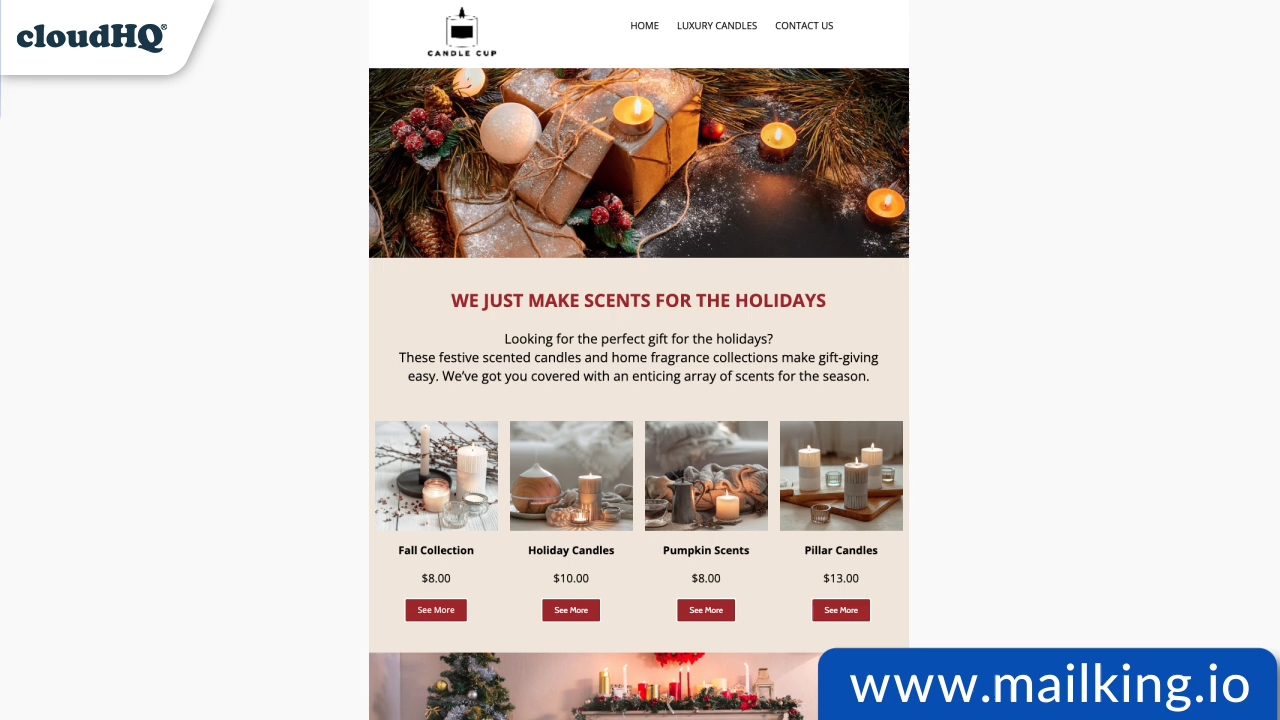 cloudHQ®
CANDLE CUP
HOME LUXURY CANDLES CONTACT US
WE JUST MAKE SCENTS FOR THE HOLIDAYS
Looking for the perfect gift for the holidays?
These festive scented candles and home fragrance collections make gift-giving
easy. We’ve got you covered with an enticing array of scents for the season.
Fall Collection Holiday Candles Pumpkin Scents Pillar Candles
$8.00 $10.00 $8.00 $13.00
See More See More See More See More
www.mailking.io